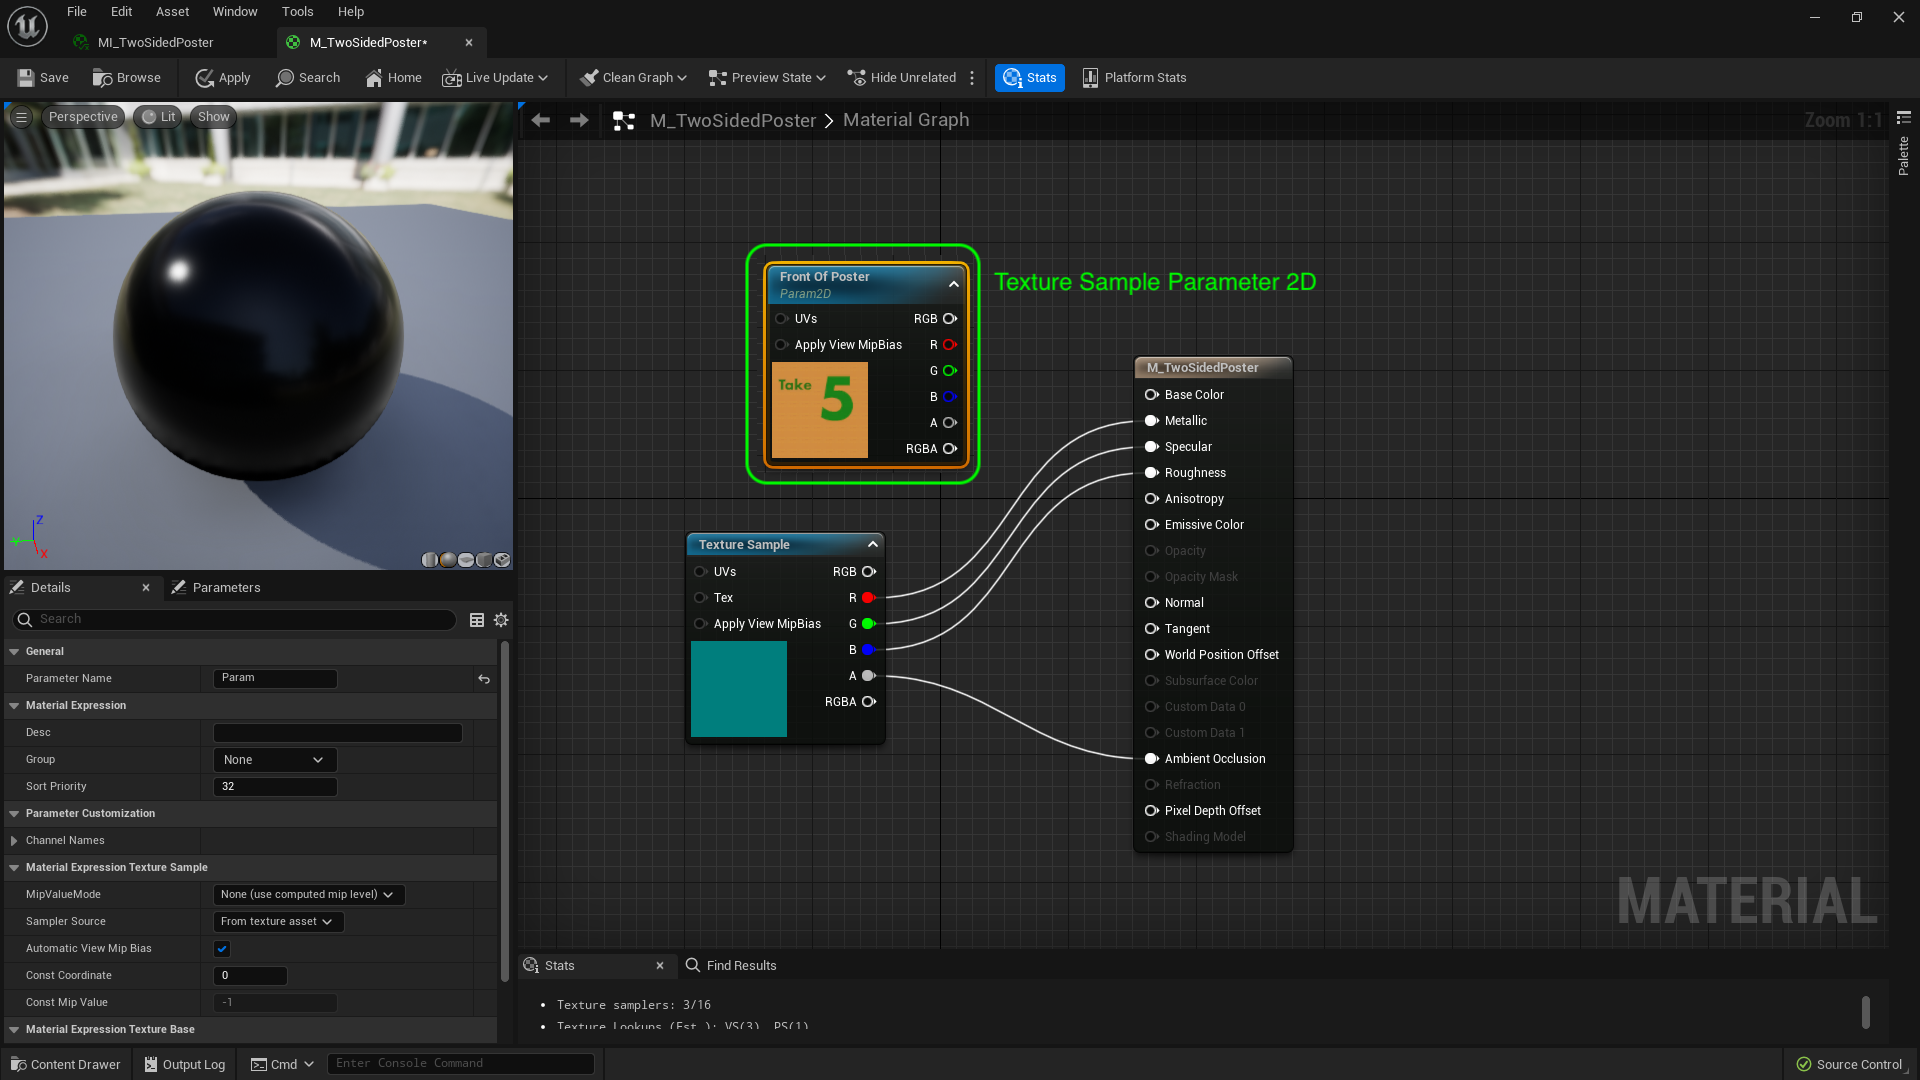 File Edit Asset Window Tools Help
MI_TwoSidedPoster
M_TwoSidedPoster*
Save Browse Apply Search Home Live Update Clean Graph Preview State Hide Unrelated Stats Platform Stats
Perspective Lit Show
Z
Y
X
M_TwoSidedPoster > Material Graph
Zoom 1:1
Palette
Front Of Poster
Param2D
UVs RGB
Apply View MipBias R
G
B
A
RGBA
Take 5
Texture Sample Parameter 2D
Texture Sample
UVs RGB
Tex R
Apply View MipBias G
B
A
RGBA
M_TwoSidedPoster
Base Color
Metallic
Specular
Roughness
Anisotropy
Emissive Color
Opacity
Opacity Mask
Normal
Tangent
World Position Offset
Subsurface Color
Custom Data 0
Custom Data 1
Ambient Occlusion
Refraction
Pixel Depth Offset
Shading Model
MATERIAL
Details Parameters
Search
General
Parameter Name Param
Material Expression
Desc
Group None
Sort Priority 32
Parameter Customization
Channel Names
Material Expression Texture Sample
MipValueMode None (use computed mip level)
Sampler Source From texture asset
Automatic View Mip Bias
Const Coordinate 0
Const Mip Value -1
Material Expression Texture Base
Stats Find Results
• Texture samplers: 3/16
• Texture Lookups (Est.): VS(3), PS(1)
Content Drawer Output Log Cmd Enter Console Command Source Control